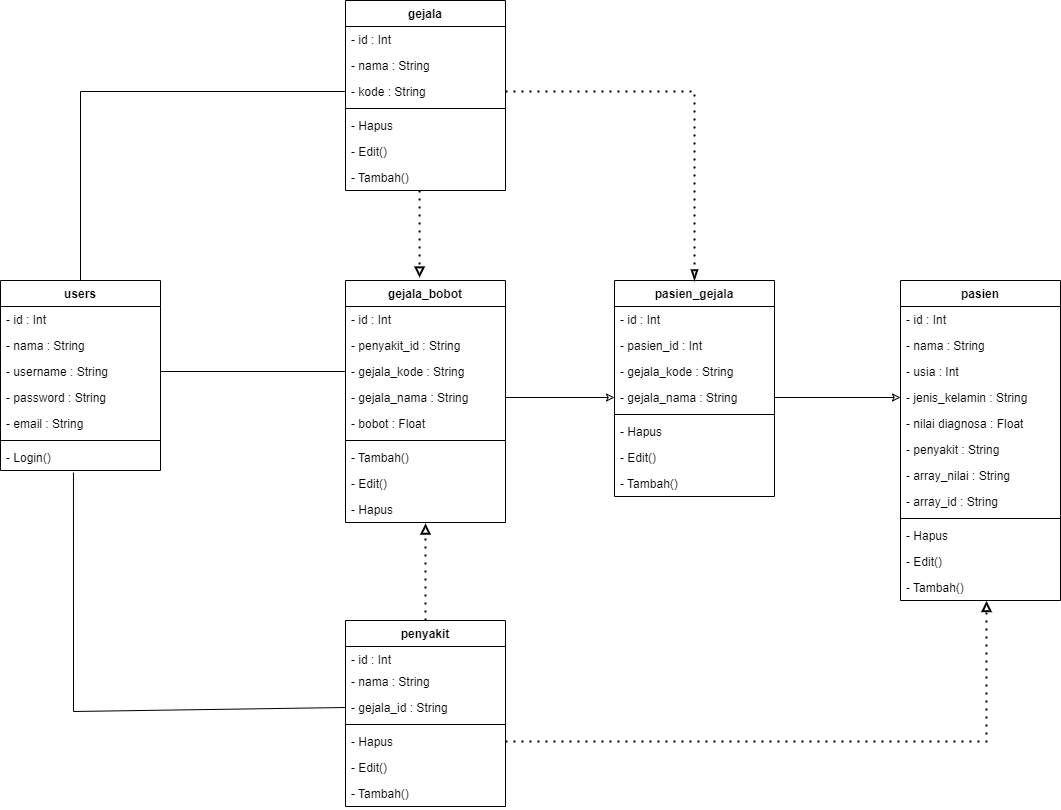 gejala
- id : Int
- nama : String
- kode : String
- Hapus
- Edit()
- Tambah()
users
- id : Int
- nama : String
- username : String
- password : String
- email : String
- Login()
gejala_bobot
- id : Int
- penyakit_id : String
- gejala_kode : String
- gejala_nama : String
- bobot : Float
- Tambah()
- Edit()
- Hapus
pasien_gejala
- id : Int
- pasien_id : Int
- gejala_kode : String
- gejala_nama : String
- Hapus
- Edit()
- Tambah()
pasien
- id : Int
- nama : String
- usia : Int
- jenis_kelamin : String
- nilai diagnosa : Float
- penyakit : String
- array_nilai : String
- array_id : String
- Hapus
- Edit()
- Tambah()
penyakit
- id : Int
- nama : String
- gejala_id : String
- Hapus
- Edit()
- Tambah()